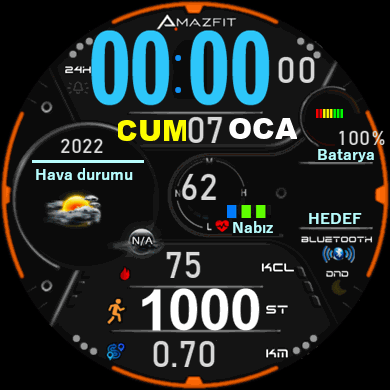 AMAZFIT
24H 00:00 00
CUM 07 OCA
2022
100%
Batarya
Hava durumu
N 62 H
L Nabız
HEDEF
BLUETOOTH
N/A
DND
75 KCL
1000 ST
0.70 KM